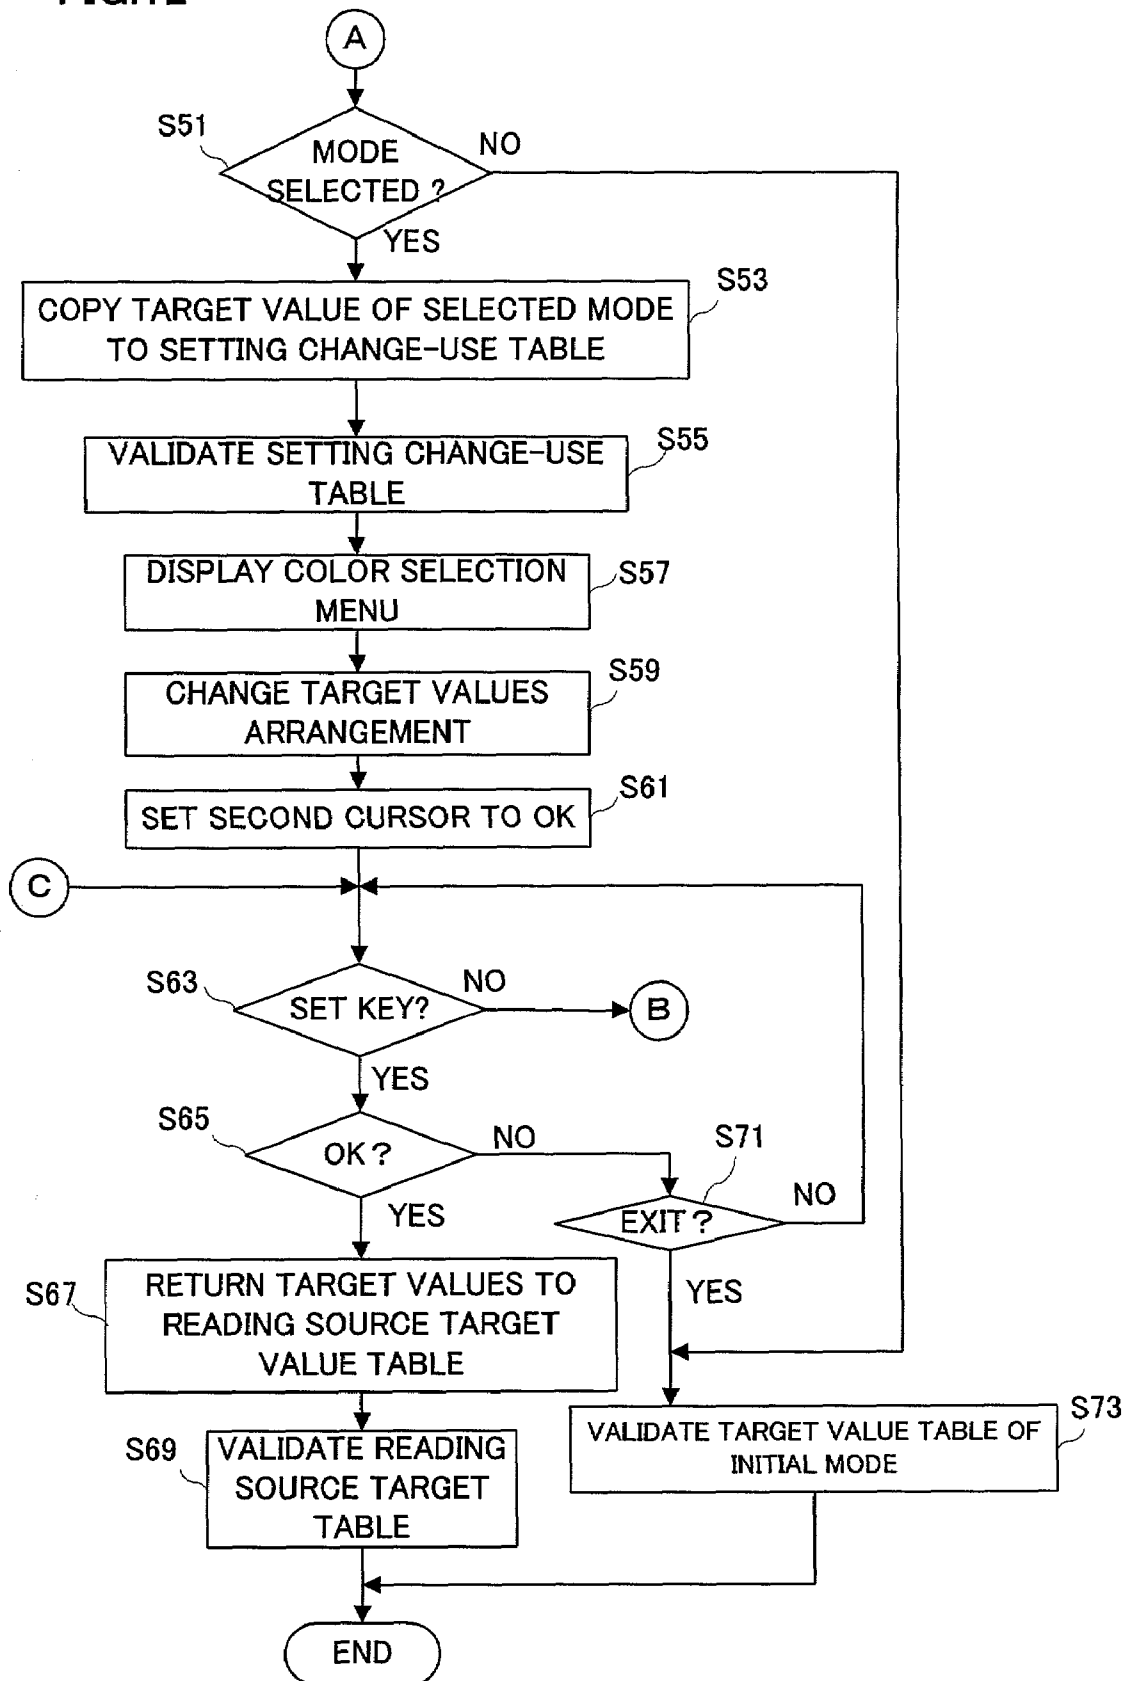 A
S51
MODE
SELECTED?
NO
YES
S53
COPY TARGET VALUE OF SELECTED MODE
TO SETTING CHANGE-USE TABLE
S55
VALIDATE SETTING CHANGE-USE
TABLE
DISPLAY COLOR SELECTION
MENU
S57
S59
CHANGE TARGET VALUES
ARRANGEMENT
S61
SET SECOND CURSOR TO OK
C
S63
SET KEY?
NO
B
YES
S65
OK?
NO
S71
EXIT?
NO
YES
YES
S67
RETURN TARGET VALUES TO
READING SOURCE TARGET
VALUE TABLE
S73
VALIDATE TARGET VALUE TABLE OF
INITIAL MODE
S69
VALIDATE READING
SOURCE TARGET
TABLE
END